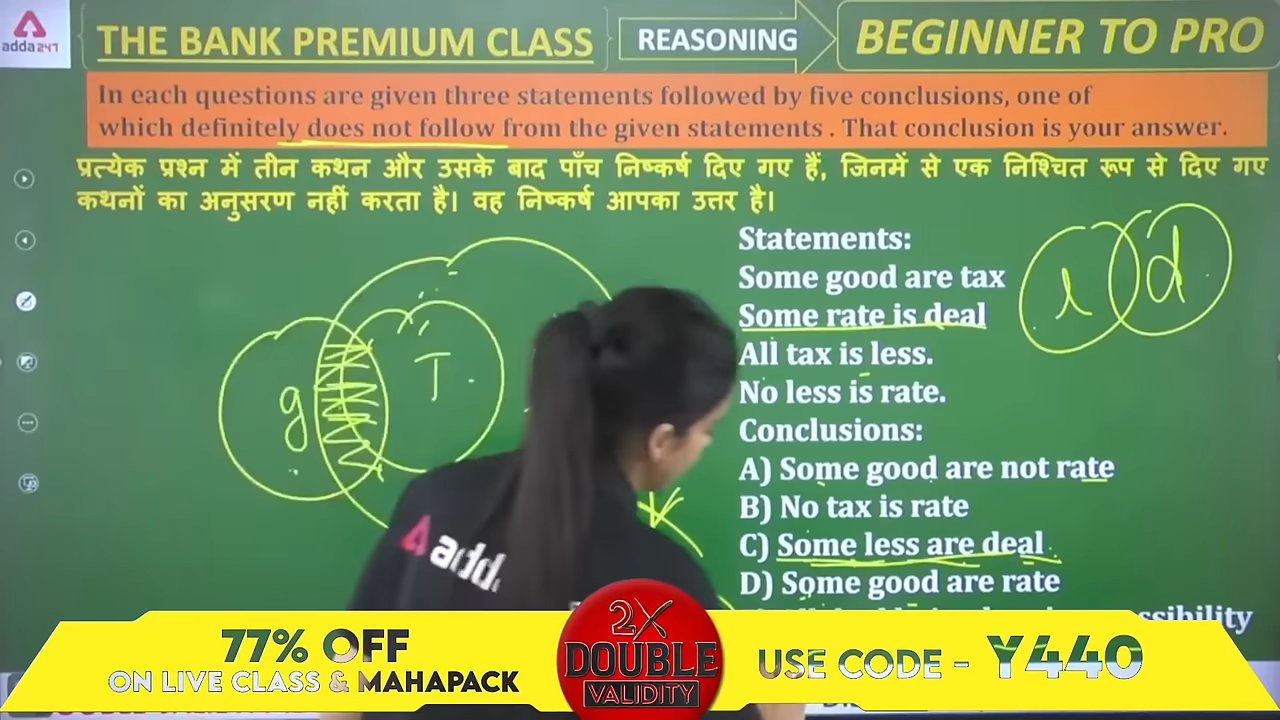 adda247
THE BANK PREMIUM CLASS
REASONING
BEGINNER TO PRO
In each questions are given three statements followed by five conclusions, one of
which definitely does not follow from the given statements . That conclusion is your answer.
प्रत्येक प्रश्न में तीन कथन और उसके बाद पाँच निष्कर्ष दिए गए हैं, जिनमें से एक निश्चित रूप से दिए गए
कथनों का अनुसरण नहीं करता है। वह निष्कर्ष आपका उत्तर है।
Statements:
Some good are tax
Some rate is deal
All tax is less.
No less is rate.
Conclusions:
A) Some good are not rate
B) No tax is rate
C) Some less are deal
D) Some good are rate
g
T
d
add
77% OFF
ON LIVE CLASS & MAHAPACK
2X
DOUBLE
VALIDITY
USE CODE - Y440